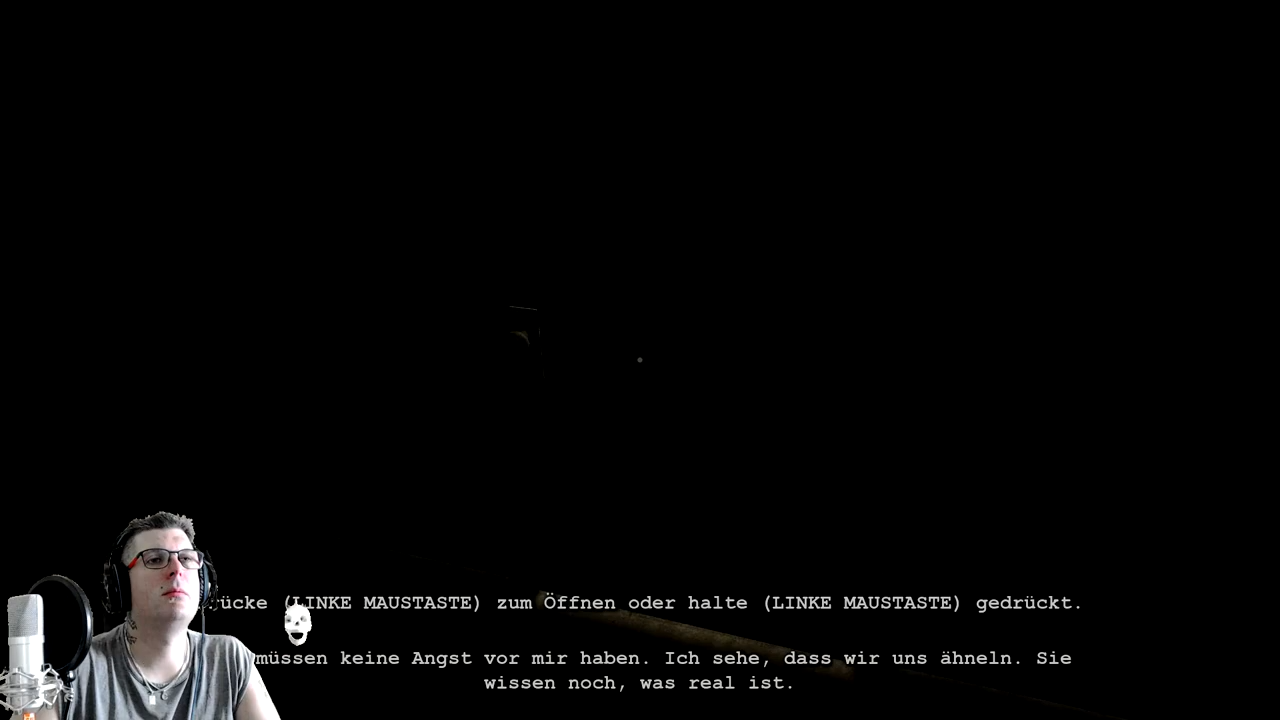 ücke (LINKE MAUSTASTE) zum Öffnen oder halte (LINKE MAUSTASTE) gedrückt.
müssen keine Angst vor mir haben. Ich sehe, dass wir uns ähneln. Sie
wissen noch, was real ist.